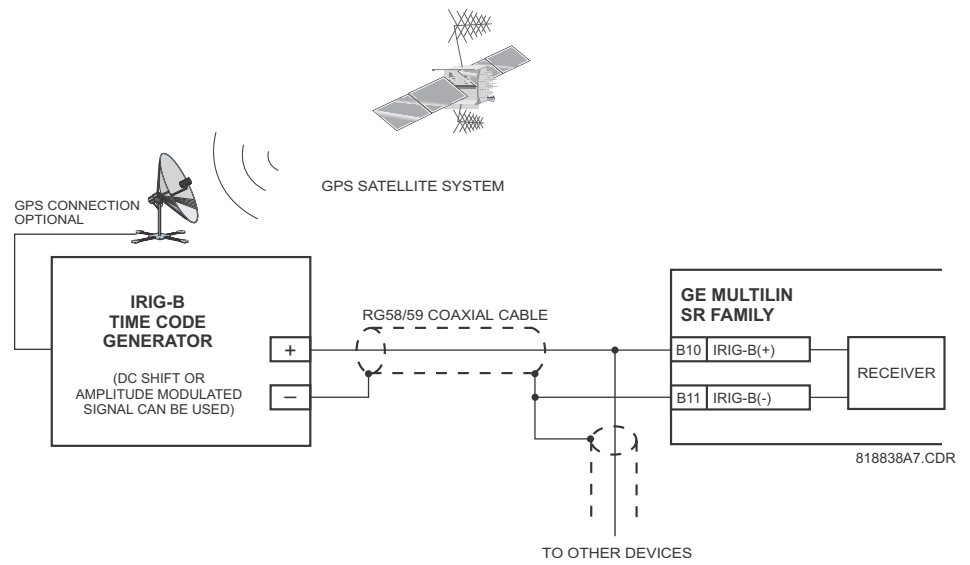 GPS SATELLITE SYSTEM
GPS CONNECTION
OPTIONAL
IRIG-B
TIME CODE
GENERATOR
(DC SHIFT OR
AMPLITUDE MODULATED
SIGNAL CAN BE USED)
+
−
RG58/59 COAXIAL CABLE
GE MULTILIN
SR FAMILY
B10 IRIG-B(+)
B11 IRIG-B(-)
RECEIVER
818838A7.CDR
TO OTHER DEVICES